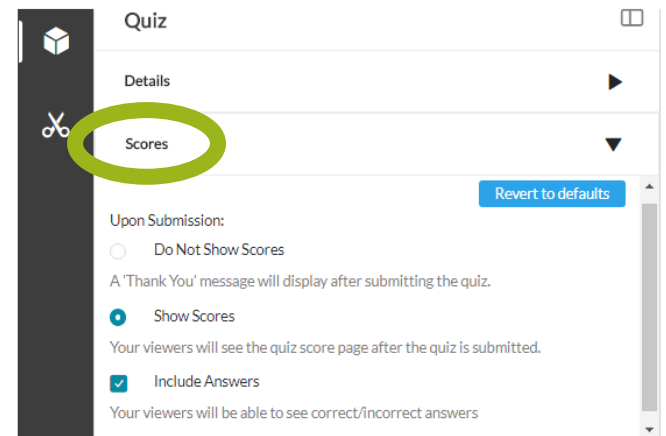 Quiz
Details
Scores
Revert to defaults
Upon Submission:
Do Not Show Scores
A 'Thank You' message will display after submitting the quiz.
Show Scores
Your viewers will see the quiz score page after the quiz is submitted.
Include Answers
Your viewers will be able to see correct/incorrect answers